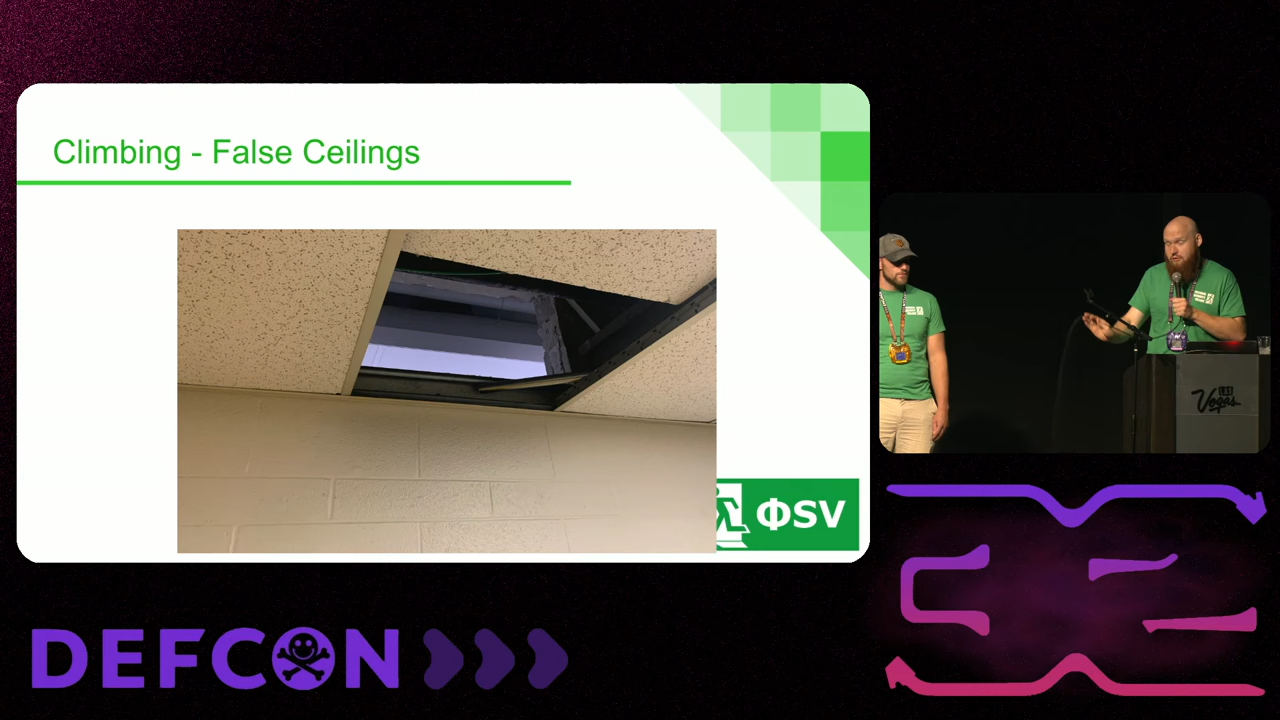 Climbing - False Ceilings
ΦSV
LAS
Vegas
DEFCON